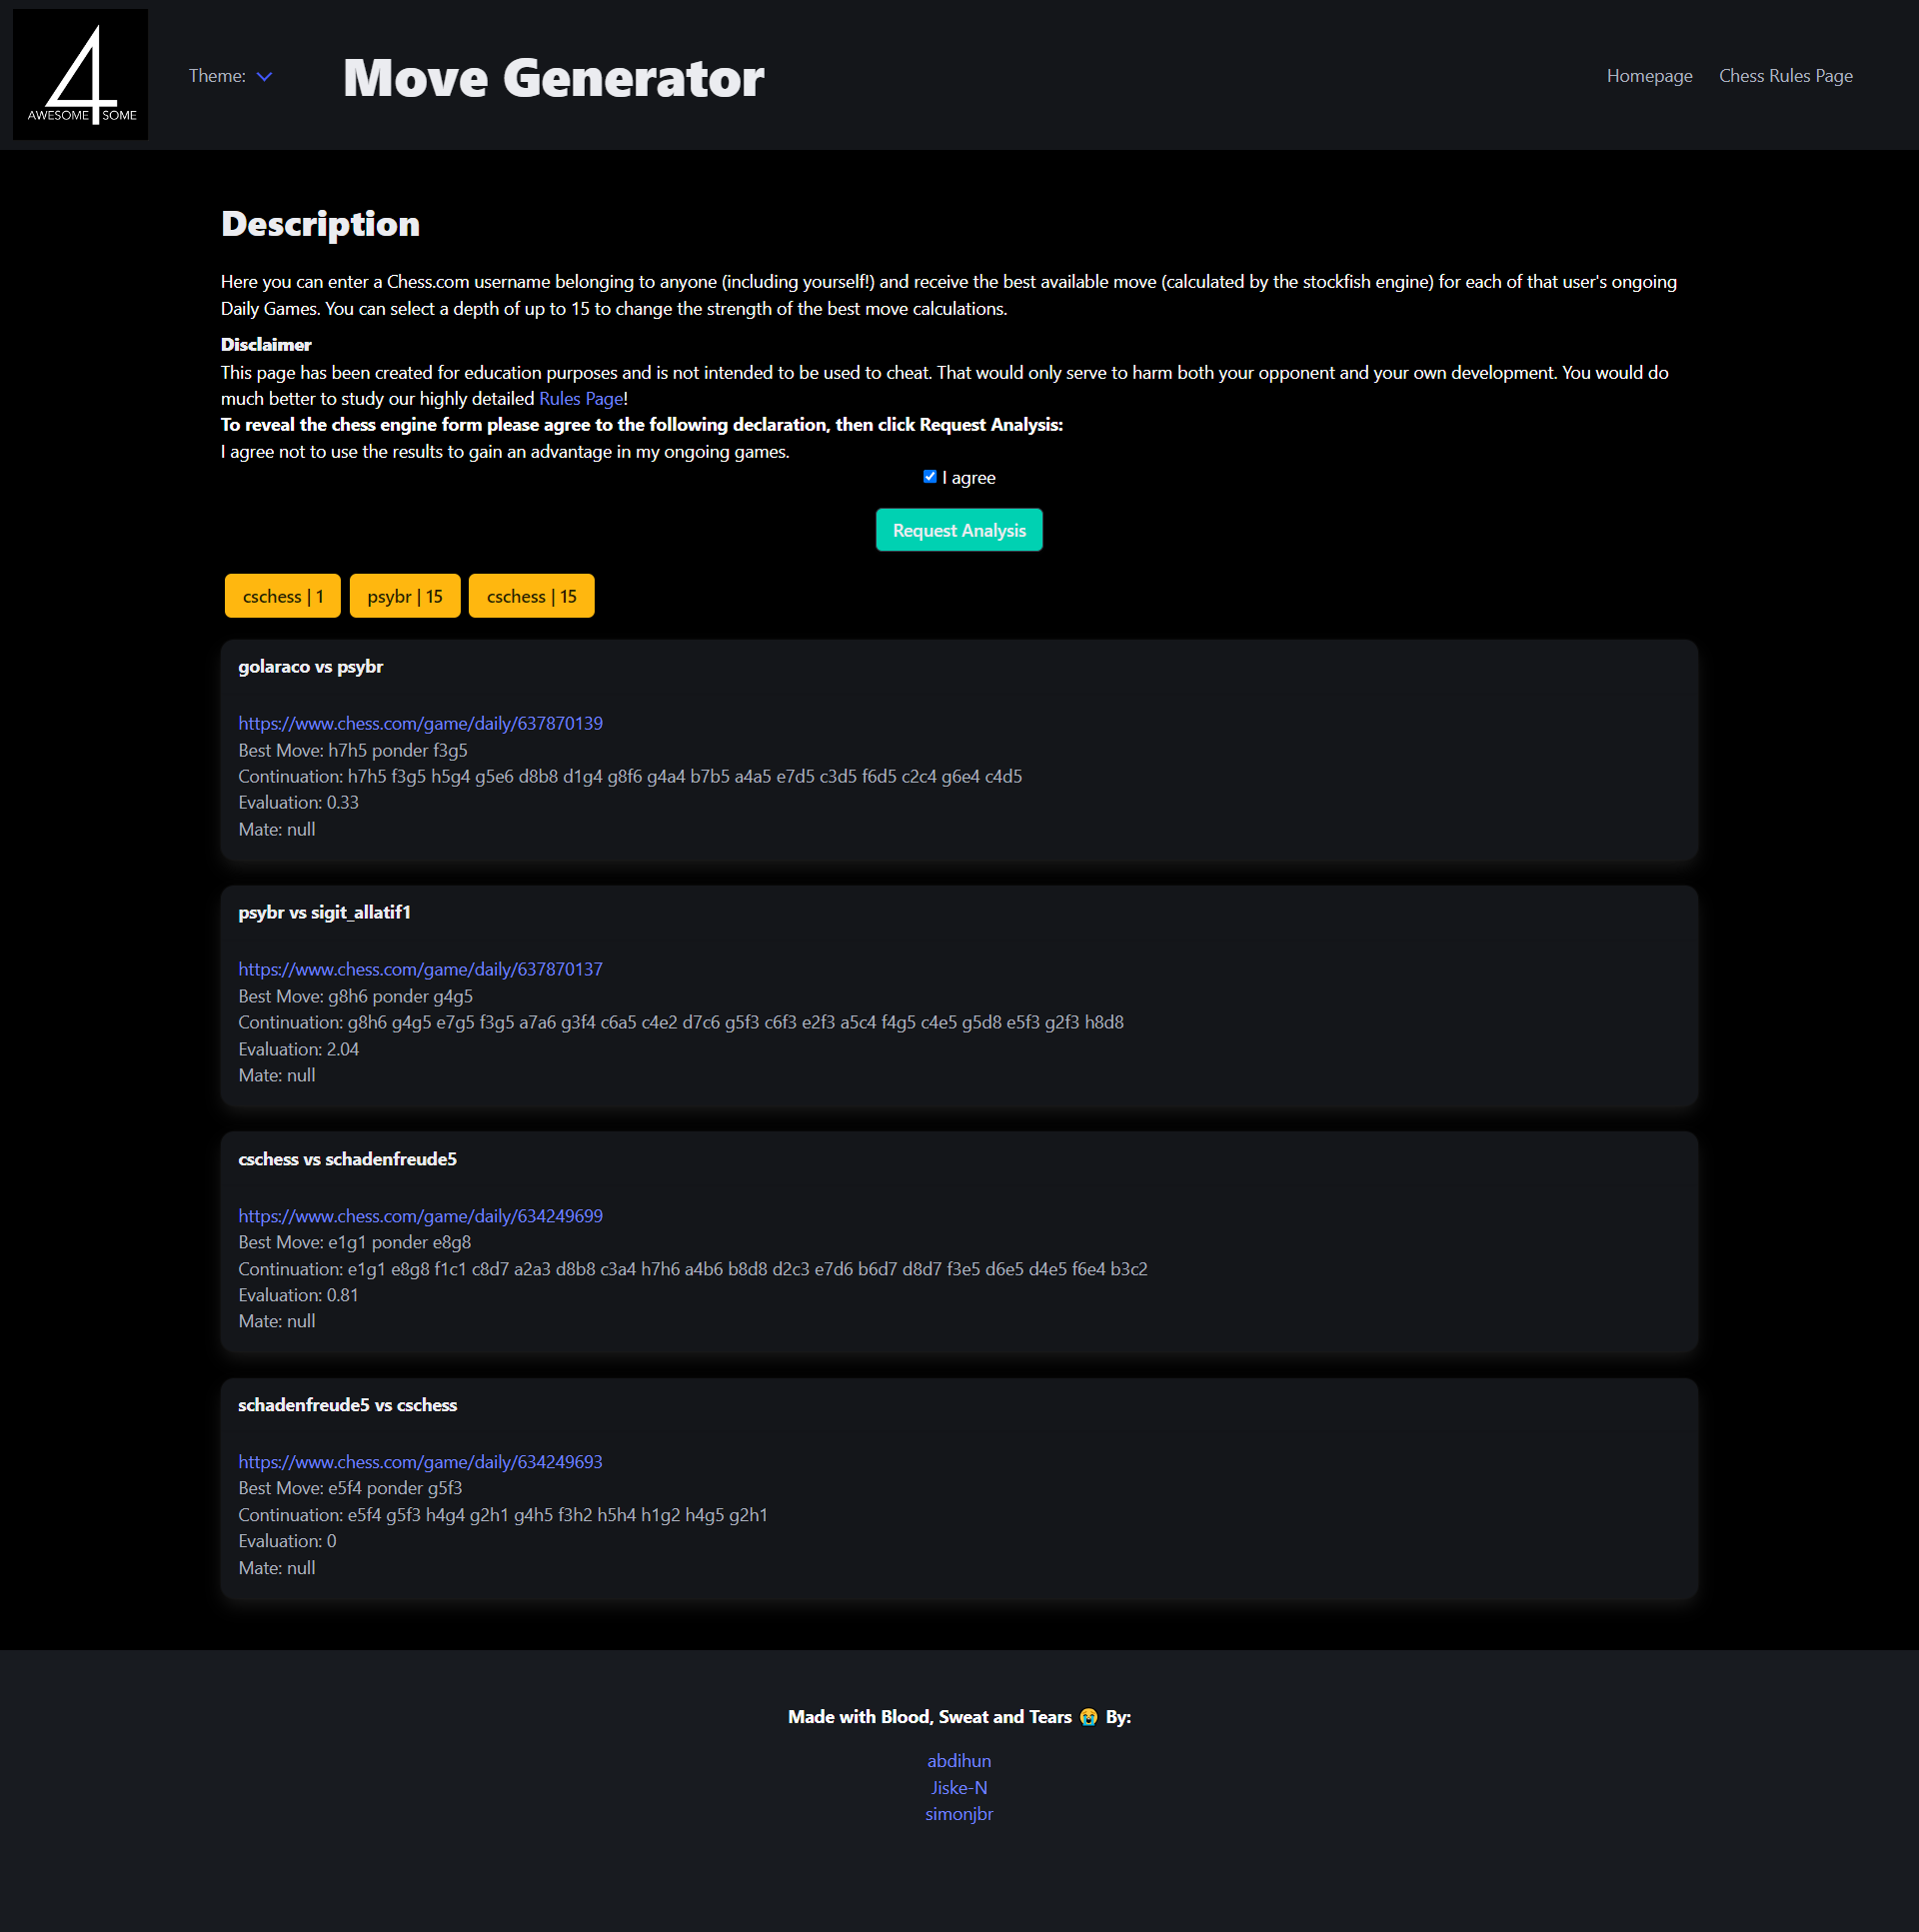 4
AWESOME SOME
Theme:
Move Generator
Homepage
Chess Rules Page
Description
Here you can enter a Chess.com username belonging to anyone (including yourself!) and receive the best available move (calculated by the stockfish engine) for each of that user's ongoing
Daily Games. You can select a depth of up to 15 to change the strength of the best move calculations.
Disclaimer
This page has been created for education purposes and is not intended to be used to cheat. That would only serve to harm both your opponent and your own development. You would do
much better to study our highly detailed Rules Page!
To reveal the chess engine form please agree to the following declaration, then click Request Analysis:
I agree not to use the results to gain an advantage in my ongoing games.
I agree
Request Analysis
cschess | 1
psybr | 15
cschess | 15
golaraco vs psybr
https://www.chess.com/game/daily/637870139
Best Move: h7h5 ponder f3g5
Continuation: h7h5 f3g5 h5g4 g5e6 d8b8 d1g4 g8f6 g4a4 b7b5 a4a5 e7d5 c3d5 f6d5 c2c4 g6e4 c4d5
Evaluation: 0.33
Mate: null
psybr vs sigit_allatif1
https://www.chess.com/game/daily/637870137
Best Move: g8h6 ponder g4g5
Continuation: g8h6 g4g5 e7g5 f3g5 a7a6 g3f4 c6a5 c4e2 d7c6 g5f3 c6f3 e2f3 a5c4 f4g5 c4e5 g5d8 e5f3 g2f3 h8d8
Evaluation: 2.04
Mate: null
cschess vs schadenfreude5
https://www.chess.com/game/daily/634249699
Best Move: e1g1 ponder e8g8
Continuation: e1g1 e8g8 f1c1 c8d7 a2a3 d8b8 c3a4 h7h6 a4b6 b8d8 d2c3 e7d6 b6d7 d8d7 f3e5 d6e5 d4e5 f6e4 b3c2
Evaluation: 0.81
Mate: null
schadenfreude5 vs cschess
https://www.chess.com/game/daily/634249693
Best Move: e5f4 ponder g5f3
Continuation: e5f4 g5f3 h4g4 g2h1 g4h5 f3h2 h5h4 h1g2 h4g5 g2h1
Evaluation: 0
Mate: null
Made with Blood, Sweat and Tears 😭 By:
abdihun
Jiske-N
simonjbr